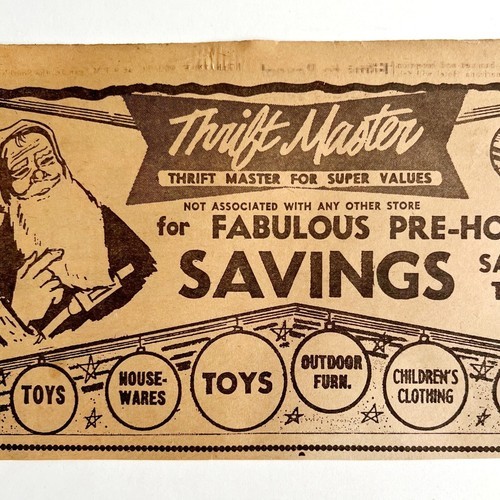 Thrift Master
THRIFT MASTER FOR SUPER VALUES
NOT ASSOCIATED WITH ANY OTHER STORE
for FABULOUS PRE-HO
SAVINGS SA
T
TOYS
HOUSE-
WARES
TOYS
OUTDOOR
FURN.
CHILDREN'S
CLOTHING